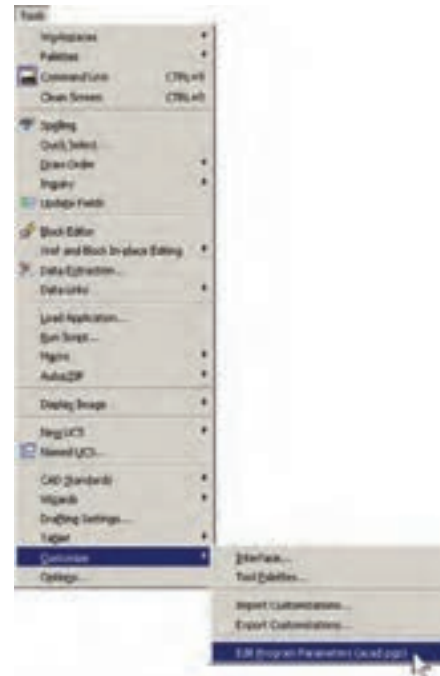 Tools
Workspaces
Palettes
Command Line CTRL+9
Clean Screen CTRL+0
Spelling
Quick Select...
Draw Order
Inquiry
Update Fields
Block Editor
Xref and Block In-place Editing
Data Extraction...
Data Links
Load Application...
Run Script...
Macro
AutoLISP
Display Image
New UCS
Named UCS...
CAD Standards
Wizards
Drafting Settings...
Tablet
Customize
Interface...
Options...
Tool Palettes...
Import Customizations...
Export Customizations...
Edit Program Parameters (acad.pgp)